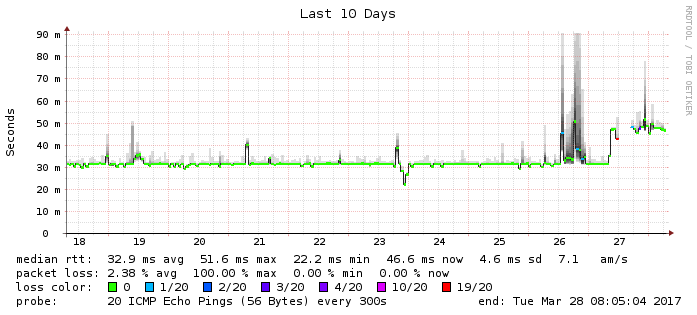 Last 10 Days
RRDTOOL / TOBI OETIKER
Seconds
90 m
80 m
70 m
60 m
50 m
40 m
30 m
20 m
10 m
0
18 19 20 21 22 23 24 25 26 27
median rtt: 32.9 ms avg 51.6 ms max 22.2 ms min 46.6 ms now 4.6 ms sd 7.1 am/s
packet loss: 2.38 % avg 100.00 % max 0.00 % min 0.00 % now
loss color: 0 1/20 2/20 3/20 4/20 10/20 19/20
probe: 20 ICMP Echo Pings (56 Bytes) every 300s end: Tue Mar 28 08:05:04 2017